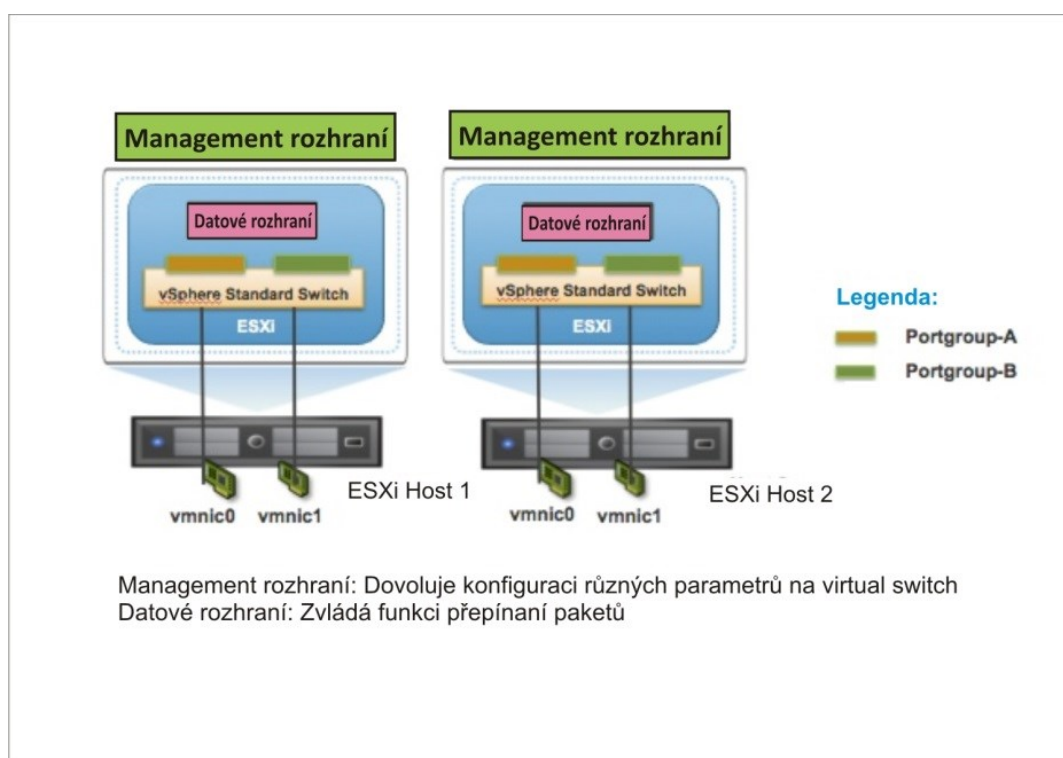 Management rozhraní
Management rozhraní
Datové rozhraní
Datové rozhraní
vSphere Standard Switch
vSphere Standard Switch
ESXi
ESXi
Legenda:
Portgroup-A
Portgroup-B
ESXi Host 1
ESXi Host 2
vmnic0
vmnic1
vmnic0
vmnic1
Management rozhraní: Dovoluje konfiguraci různých parametrů na virtual switch
Datové rozhraní: Zvládá funkci přepínaní paketů